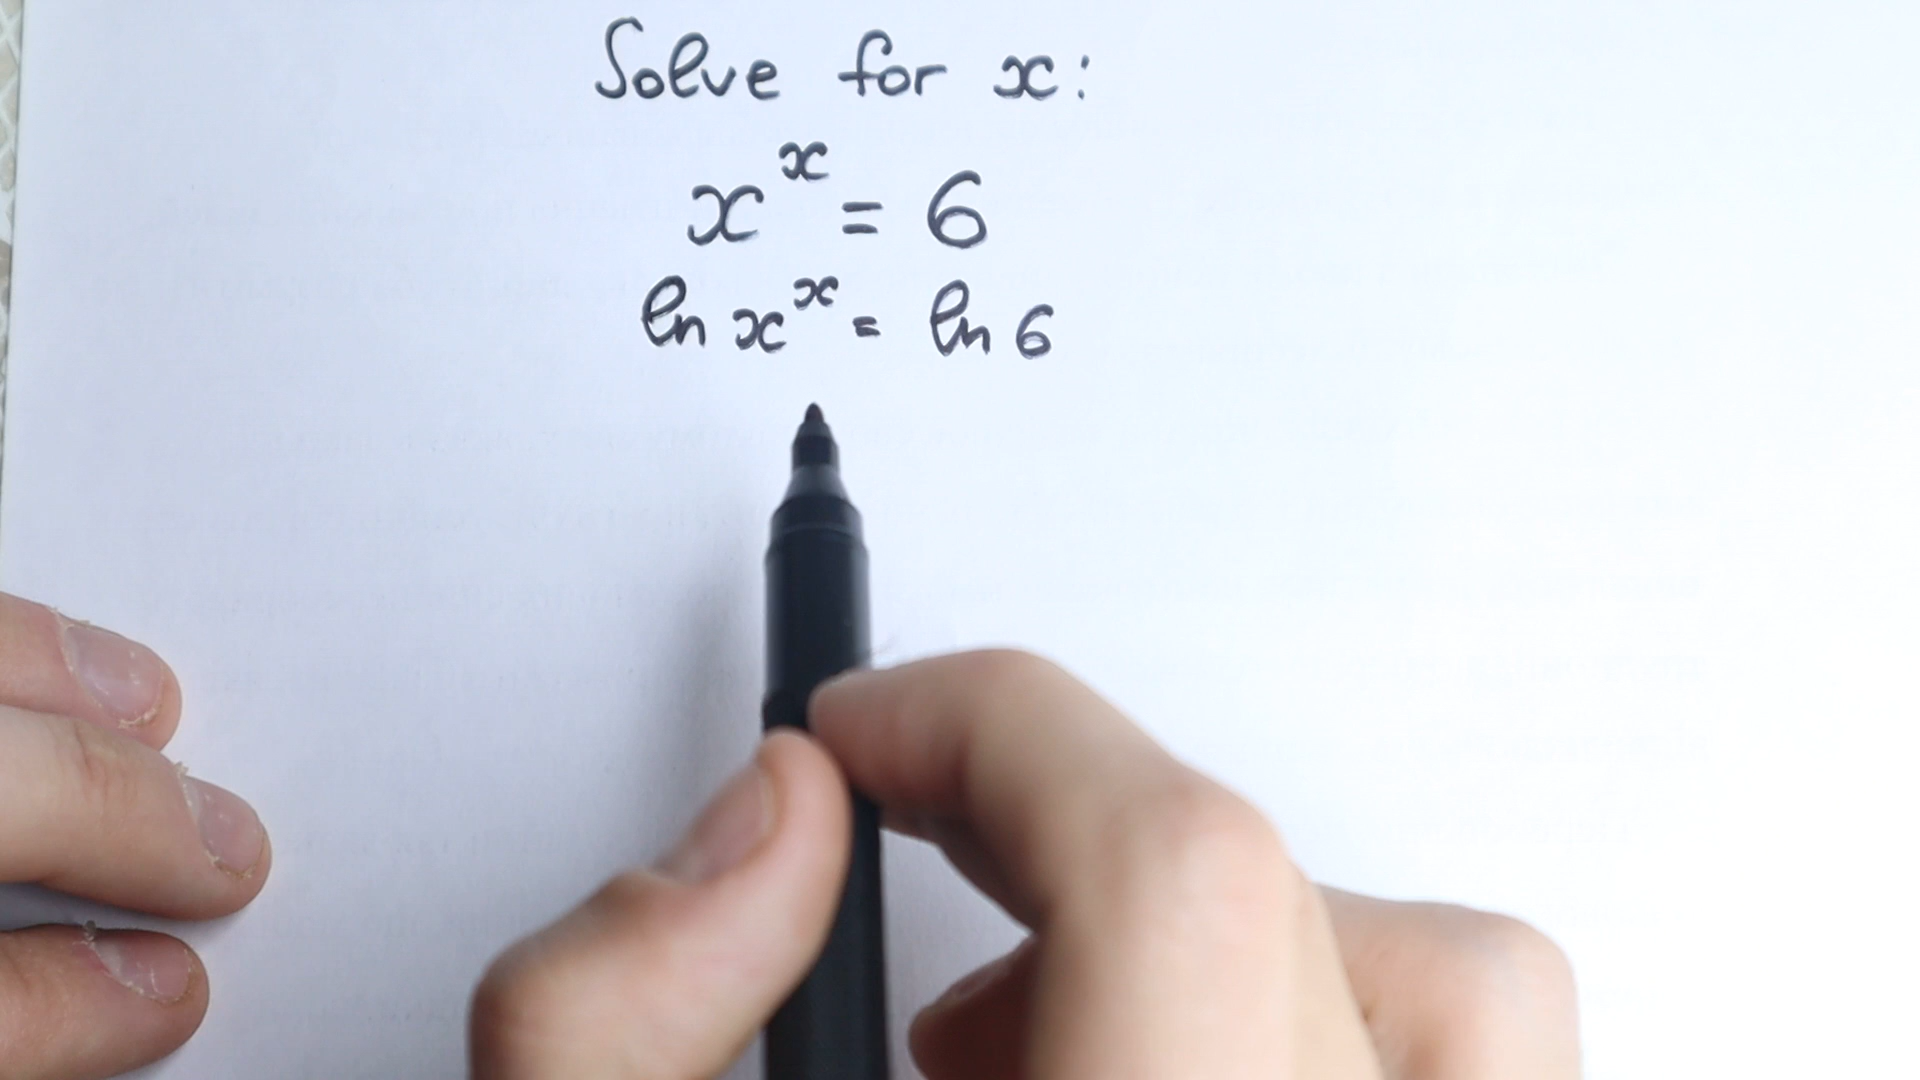 Solve for x:
x^x = 6
ln x^x = ln 6